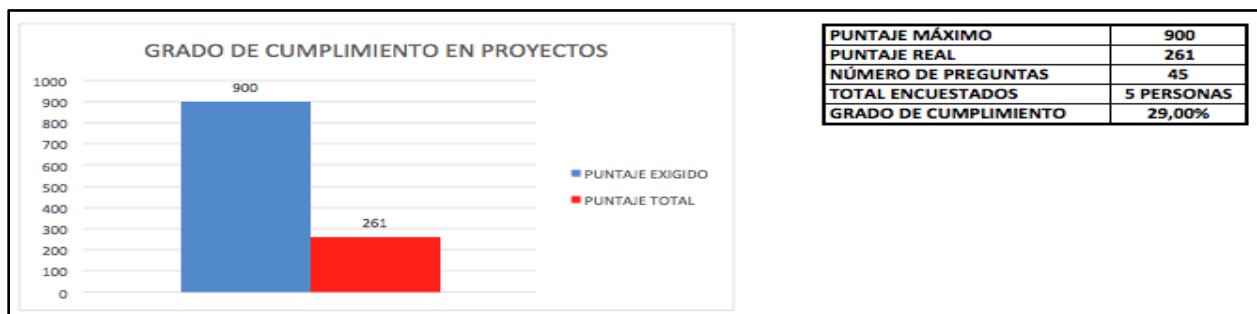 GRADO DE CUMPLIMIENTO EN PROYECTOS
1000
900
800
700
600
500
400
300
200
100
0
900
261
PUNTAJE EXIGIDO
PUNTAJE TOTAL
PUNTAJE MÁXIMO 900
PUNTAJE REAL 261
NÚMERO DE PREGUNTAS 45
TOTAL ENCUESTADOS 5 PERSONAS
GRADO DE CUMPLIMIENTO 29,00%